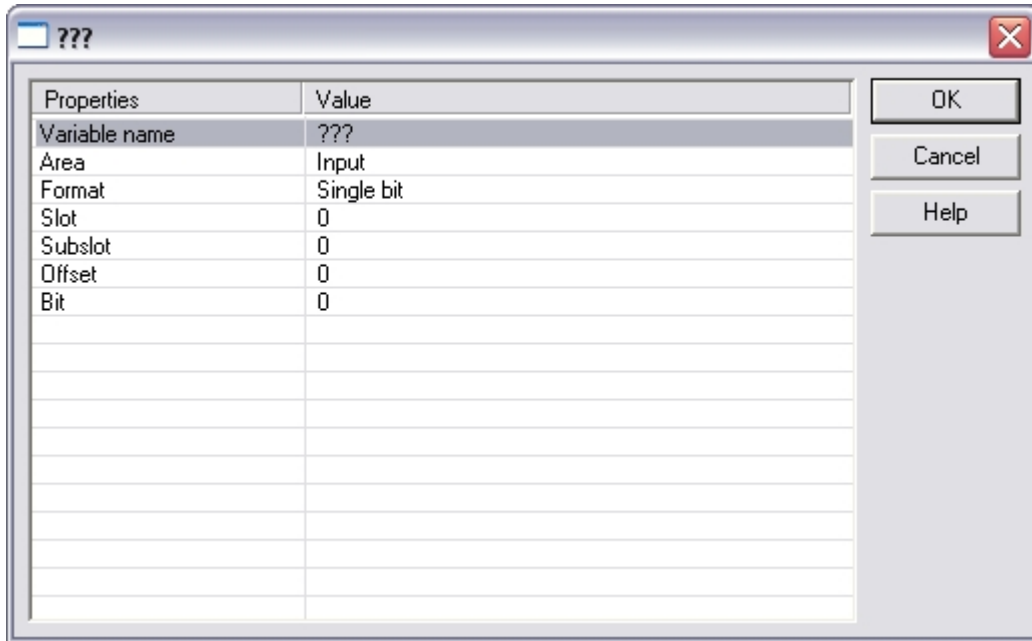 ???
Properties Value
Variable name ???
Area Input
Format Single bit
Slot 0
Subslot 0
Offset 0
Bit 0
OK
Cancel
Help